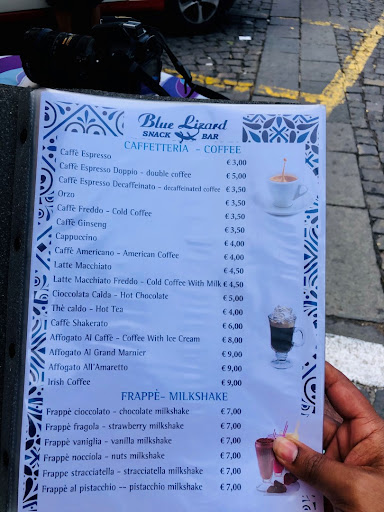 Blue Lizard
SNACK BAR
CAFFETTERIA - COFFEE
Caffè Espresso € 3,00
Caffè Espresso Doppio - double coffee € 5,00
Caffè Espresso Decaffeinato - decaffeinated coffee € 3,50
Orzo € 3,50
Caffè Freddo - Cold Coffee € 3,50
Caffè Ginseng € 3,50
Cappuccino € 4,00
Caffè Americano - American Coffee € 4,00
Latte Macchiato € 4,50
Latte Macchiato Freddo - Cold Coffee With Milk € 4,50
Cioccolata Calda - Hot Chocolate € 5,00
Thè caldo - Hot Tea € 4,00
Caffè Shakerato € 6,00
Affogato Al Caffè - Coffee With Ice Cream € 8,00
Affogato Al Grand Marnier € 9,00
Affogato All'Amaretto € 9,00
Irish Coffee € 9,00
FRAPPÈ- MILKSHAKE
Frappè cioccolato - chocolate milkshake € 7,00
Frappè fragola - strawberry milkshake € 7,00
Frappè vaniglia - vanilla milkshake € 7,00
Frappè nocciola - nuts milkshake € 7,00
Frappe stracciatella - stracciatella milkshake € 7,00
Frappè al pistacchio -- pistachio milkshake € 7,00